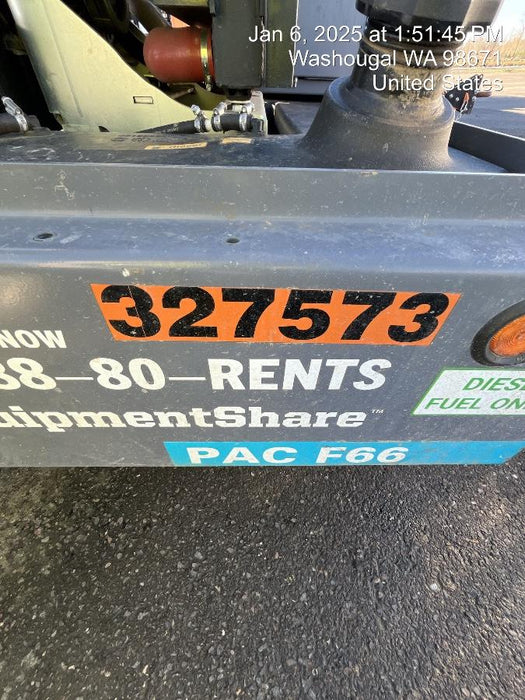 Jan 6, 2025 at 1:51:45 PM
Washougal WA 98671
United States
327573
NOW
88-80-RENTS
uipmentShare™
DIES
FUEL ON
PAC F66